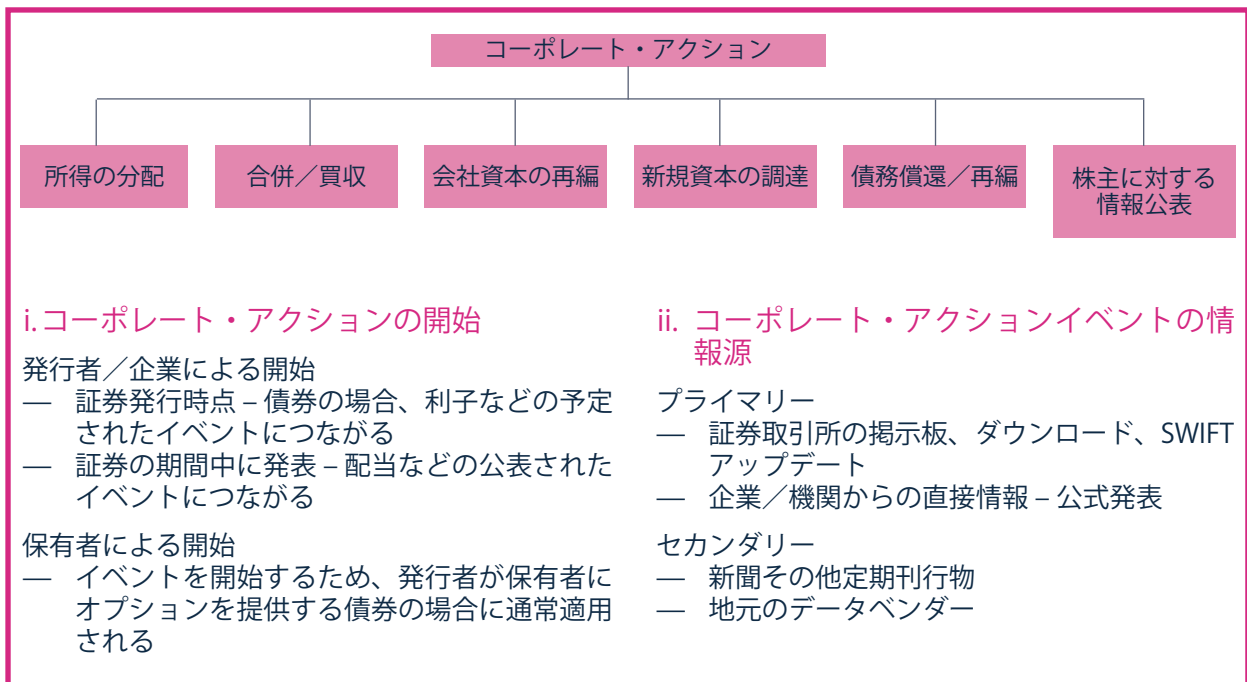 コーポレート・アクション
所得の分配
合併／買収
会社資本の再編
新規資本の調達
債務償還／再編
株主に対する
情報公表
i.コーポレート・アクションの開始
発行者／企業による開始
— 証券発行時点 – 債券の場合、利子などの予定
されたイベントにつながる
— 証券の期間中に発表 – 配当などの公表された
イベントにつながる
保有者による開始
— イベントを開始するため、発行者が保有者に
オプションを提供する債券の場合に通常適用
される
ii. コーポレート・アクションイベントの情
報源
プライマリー
— 証券取引所の掲示板、ダウンロード、SWIFT
アップデート
— 企業／機関からの直接情報 – 公式発表
セカンダリー
— 新聞その他定期刊行物
— 地元のデータベンダー